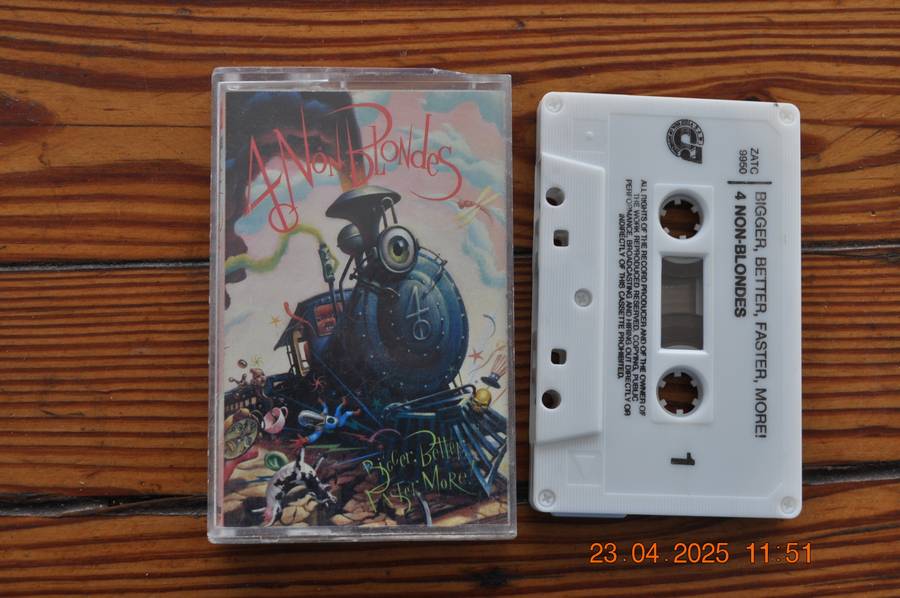 4 Non Blondes
Bigger, Better,
Faster, More!
ZATC
9950
BIGGER, BETTER, FASTER, MORE!
4 NON-BLONDES
ALL RIGHTS OF THE RECORD PRODUCER AND OF THE OWNER OF
THE WORK REPRODUCED RESERVED. COPYING, PUBLIC
PERFORMANCE, BROADCASTING AND HIRING OUT DIRECTLY OR
INDIRECTLY OF THIS CASSETTE PROHIBITED.
1
23.04.2025 11:51